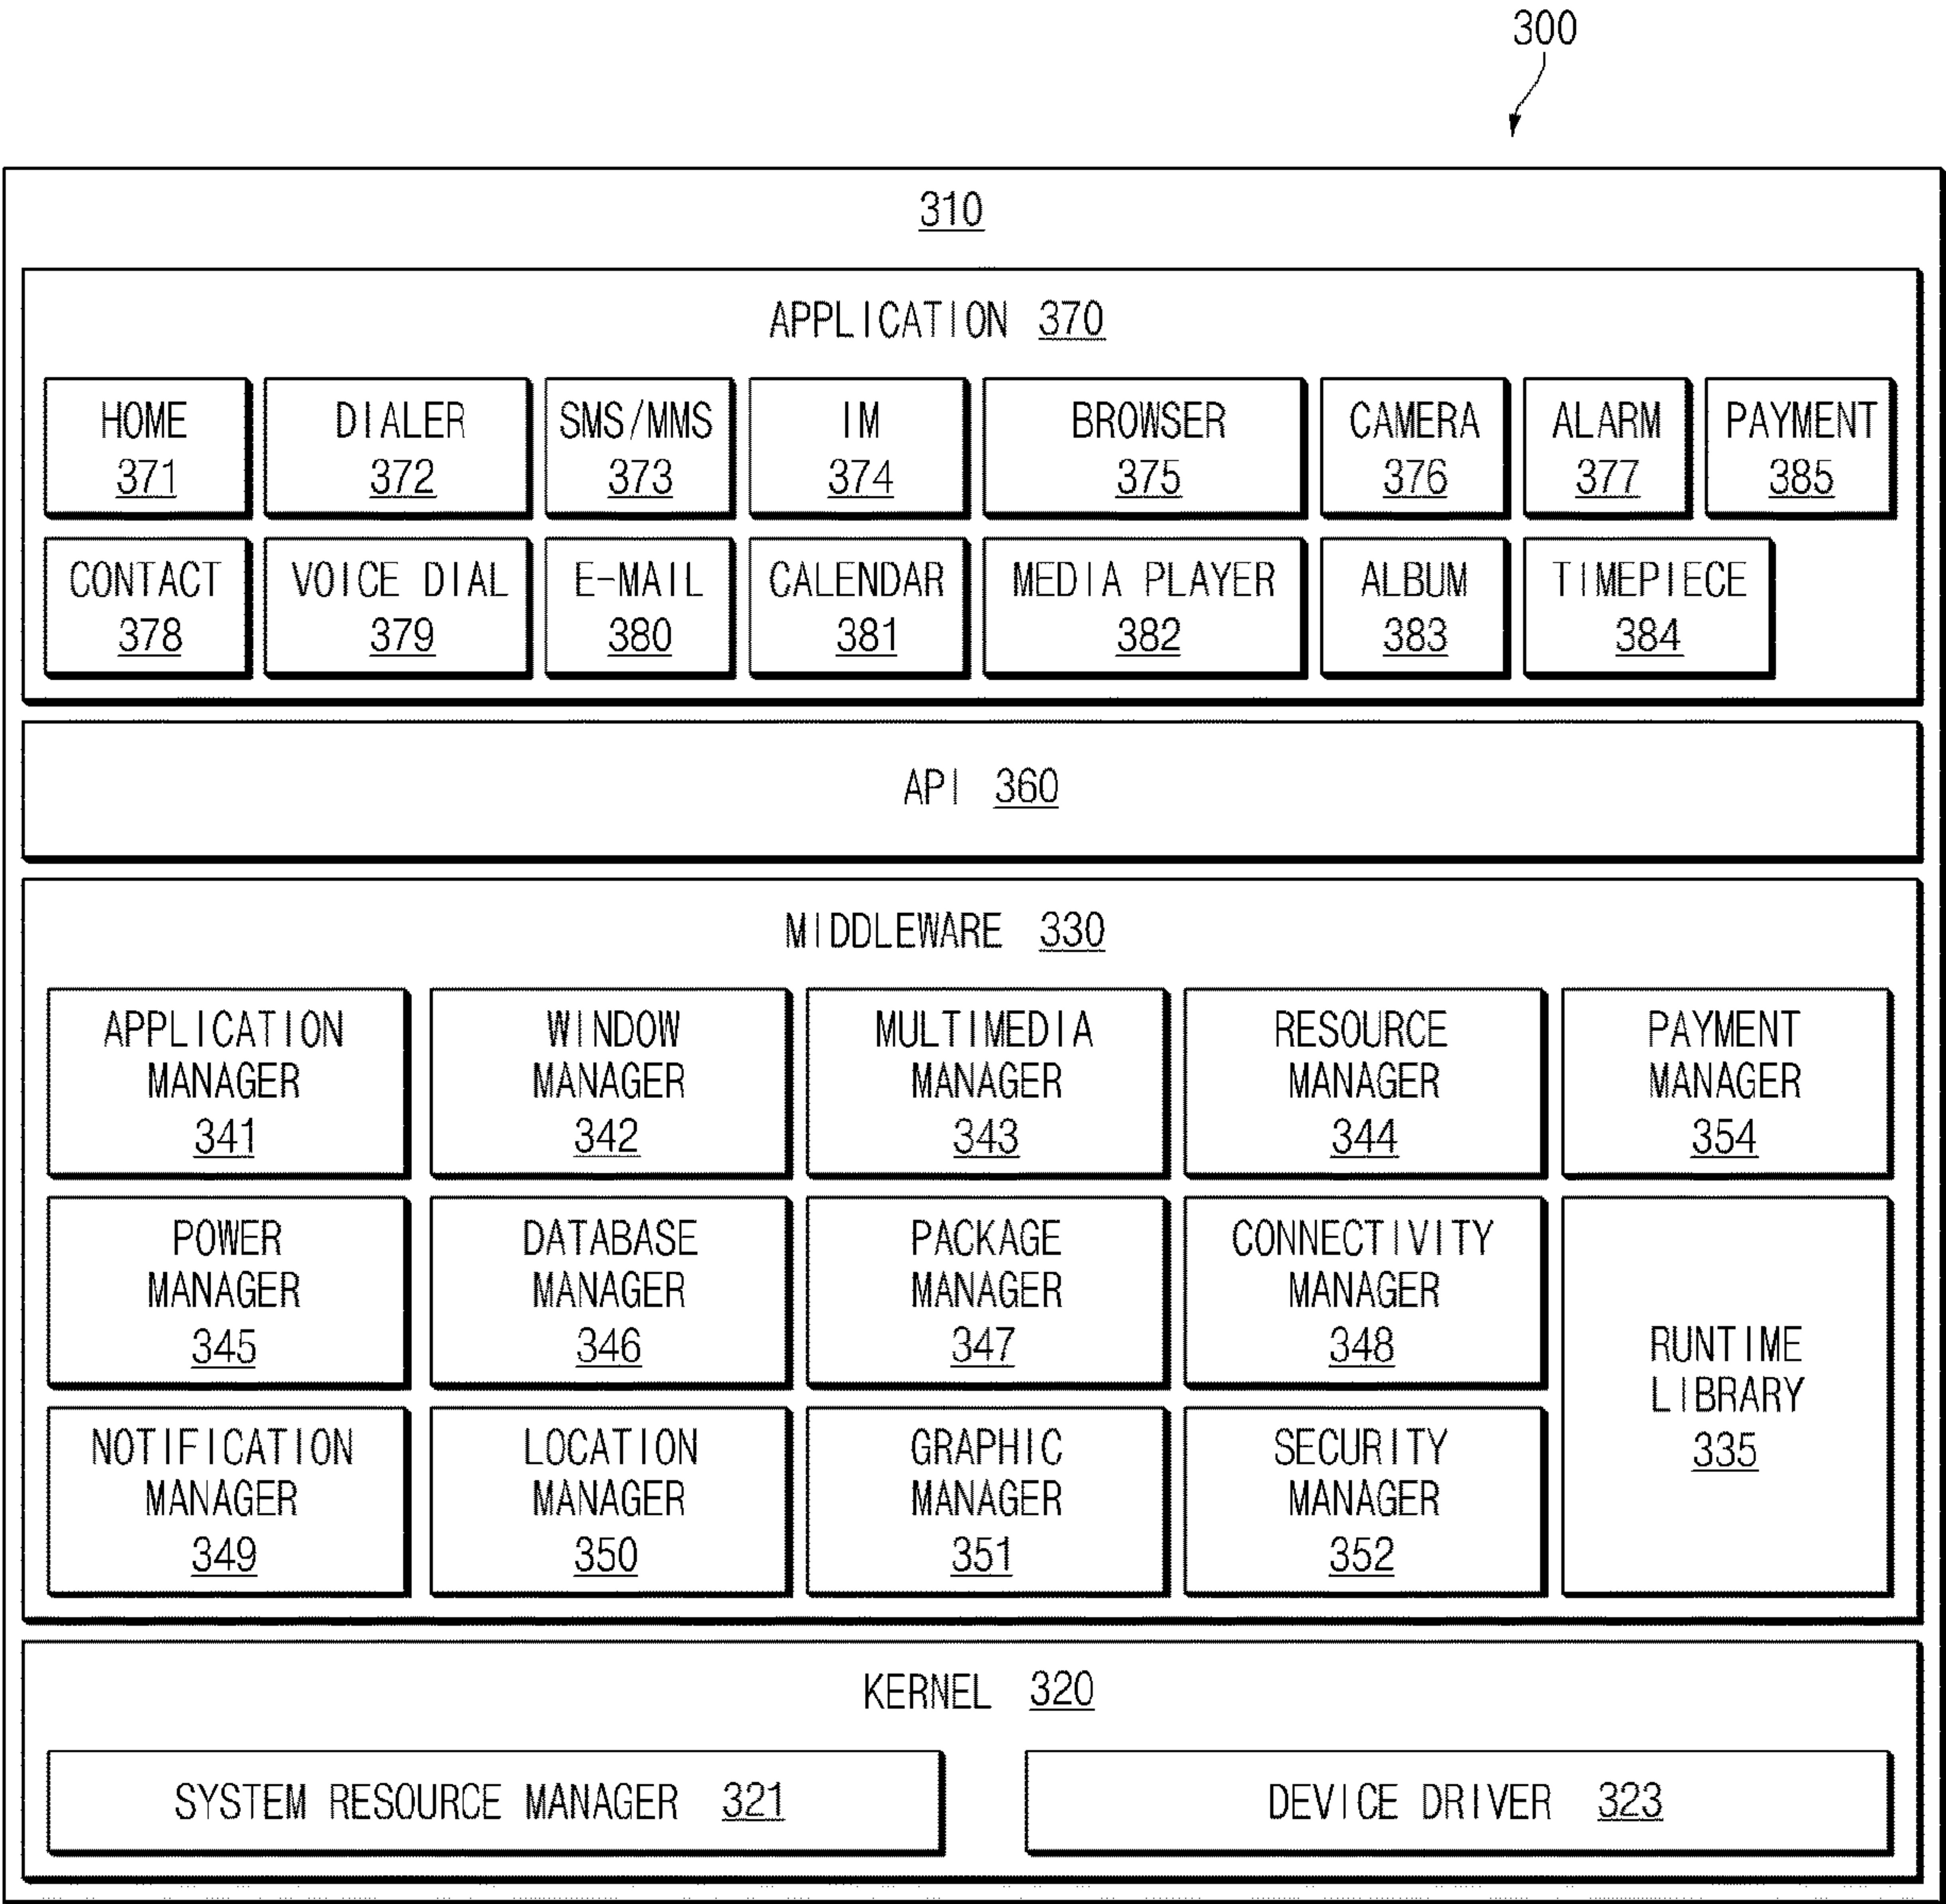 300
310
APPLICATION 370
HOME
371
DIALER
372
SMS/MMS
373
IM
374
BROWSER
375
CAMERA
376
ALARM
377
PAYMENT
385
CONTACT
378
VOICE DIAL
379
E-MAIL
380
CALENDAR
381
MEDIA PLAYER
382
ALBUM
383
TIMEPIECE
384
API 360
MIDDLEWARE 330
APPLICATION
MANAGER
341
WINDOW
MANAGER
342
MULTIMEDIA
MANAGER
343
RESOURCE
MANAGER
344
PAYMENT
MANAGER
354
POWER
MANAGER
345
DATABASE
MANAGER
346
PACKAGE
MANAGER
347
CONNECTIVITY
MANAGER
348
RUNTIME
LIBRARY
335
NOTIFICATION
MANAGER
349
LOCATION
MANAGER
350
GRAPHIC
MANAGER
351
SECURITY
MANAGER
352
KERNEL 320
SYSTEM RESOURCE MANAGER 321
DEVICE DRIVER 323